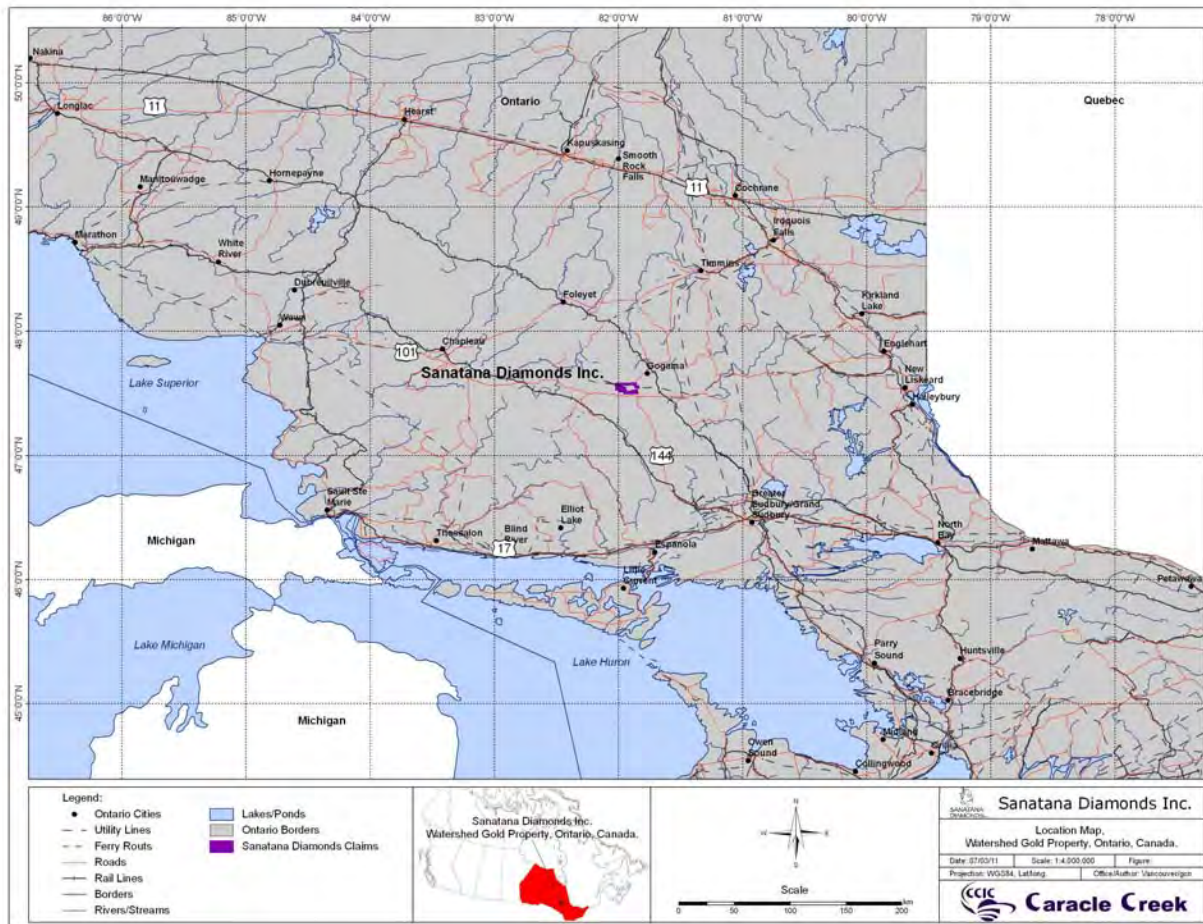 86°0'0"W 85°0'0"W 84°0'0"W 83°0'0"W 82°0'0"W 81°0'0"W 80°0'0"W 79°0'0"W 78°0'0"W
50°0'0"N
49°0'0"N
48°0'0"N
47°0'0"N
46°0'0"N
45°0'0"N
Nakina
Longlac
11
Hearst
Ontario
Quebec
Kapuskasing
Smooth
Rock
Falls
11
Cochrane
Manitouwadge
Hornepayne
Iroquois
Falls
Marathon
White
River
Timmins
Dubreuilville
Foleyet
Kirkland
Lake
Wawa
Englehart
101
Chapleau
Gogama
Sanatana Diamonds Inc.
New
Liskeard
Haileybury
Lake Superior
144
Sault Ste
Marie
Greater
Sudbury/Grand
Sudbury
Elliot
Lake
Blind
River
Thessalon
17
Espanola
North
Bay
Mattawa
Petawawa
Michigan
Little
Current
Lake Michigan
Lake Huron
Parry
Sound
Huntsville
Bracebridge
Michigan
Midland
Orillia
Owen
Sound
Collingwood
Legend:
Ontario Cities
Utility Lines
Ferry Routs
Roads
Rail Lines
Borders
Rivers/Streams
Lakes/Ponds
Ontario Borders
Sanatana Diamonds Claims
Sanatana Diamonds Inc.
Watershed Gold Property, Ontario, Canada.
N
W E
S
Scale
km
0 50 100 150 200
SANATANA
DIAMONDS
Sanatana Diamonds Inc.
Location Map,
Watershed Gold Property, Ontario, Canada.
Date: 07/03/11 Scale: 1:4,000,000 Figure:
Projection: WGS84, Lat/long. Office/Author: Vancouver/gon
CCIC
Caracle Creek